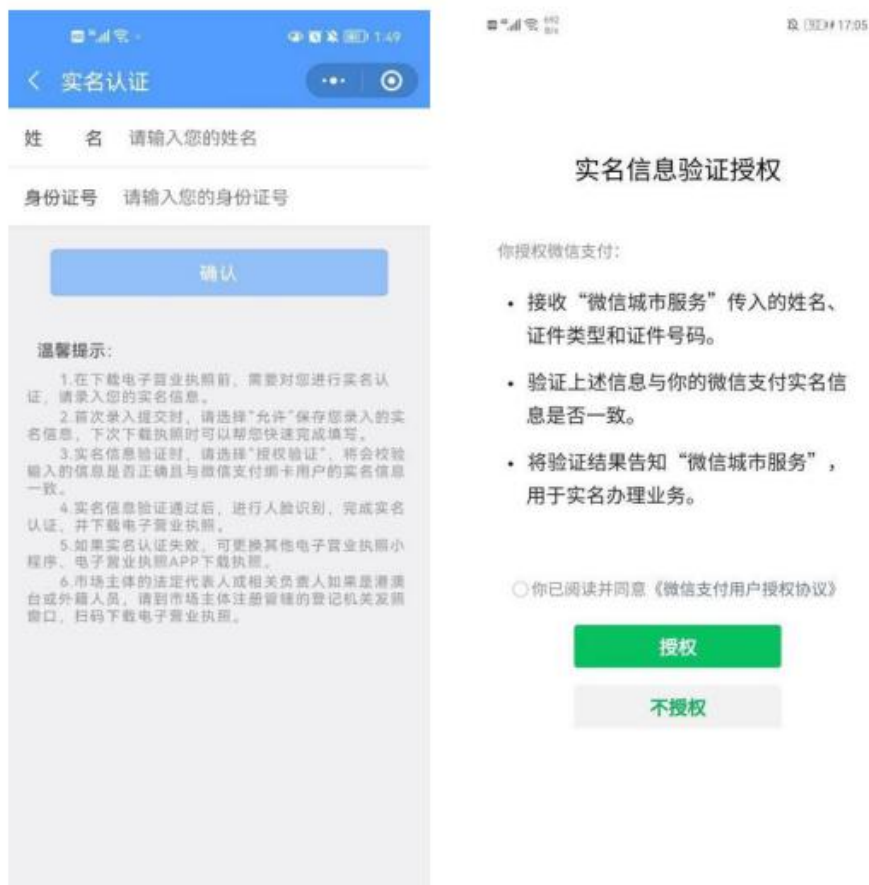 1:49
实名认证
姓 名 请输入您的姓名
身份证号 请输入您的身份证号
确认
温馨提示:
1.在下载电子营业执照前，需要对您进行实名认
证，请录入您的实名信息。
2.首次录入提交时，请选择“允许”保存您录入的实
名信息，下次下载执照时可以帮您快速完成填写。
3.实名信息验证时，请选择“授权验证”，将会校验
输入的信息是否正确且与微信支付绑卡用户的实名信息
一致。
4.实名信息验证通过后，进行人脸识别，完成实名
认证，并下载电子营业执照。
5.如果实名认证失败，可更换其他电子营业执照小
程序、电子营业执照APP下载执照。
6.市场主体的法定代表人或相关负责人如果是港澳
台或外籍人员，请到市场主体注册管辖的登记机关发照
窗口，扫码下载电子营业执照。
17:05
实名信息验证授权
你授权微信支付:
• 接收“微信城市服务”传入的姓名、
证件类型和证件号码。
• 验证上述信息与你的微信支付实名信
息是否一致。
• 将验证结果告知“微信城市服务”，
用于实名办理业务。
你已阅读并同意《微信支付用户授权协议》
授权
不授权